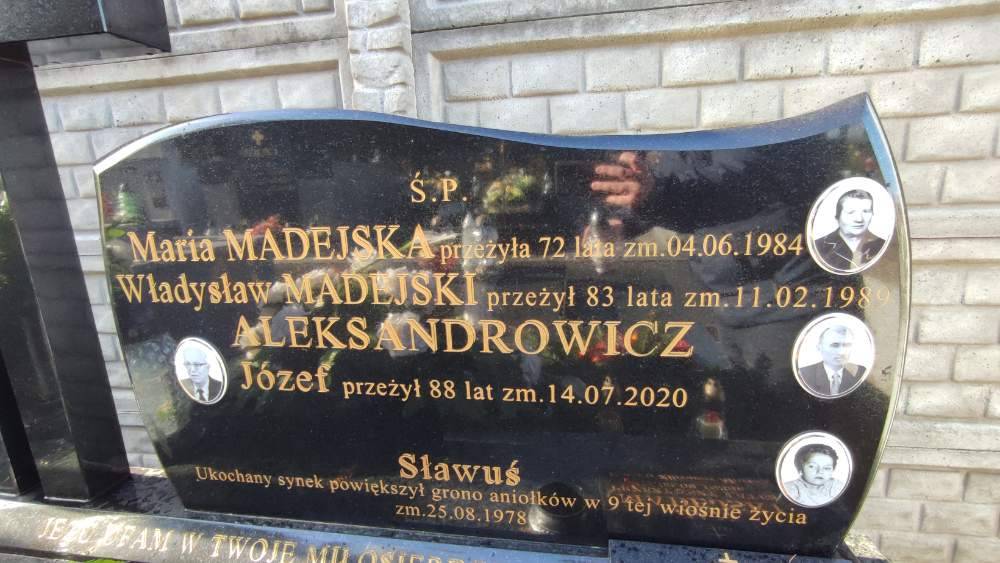 Ś.P.
Maria MADEJSKA przeżyła 72 lata zm.04.06.1984
Władysław MADEJSKI przeżył 83 lata zm.11.02.1989
ALEKSANDROWICZ
Józef przeżył 88 lat zm.14.07.2020
Sławuś
Ukochany synek powiększył grono aniołków w 9 tej wiośnie życia
zm.25.08.1978
JEZU UFAM W TWOJE